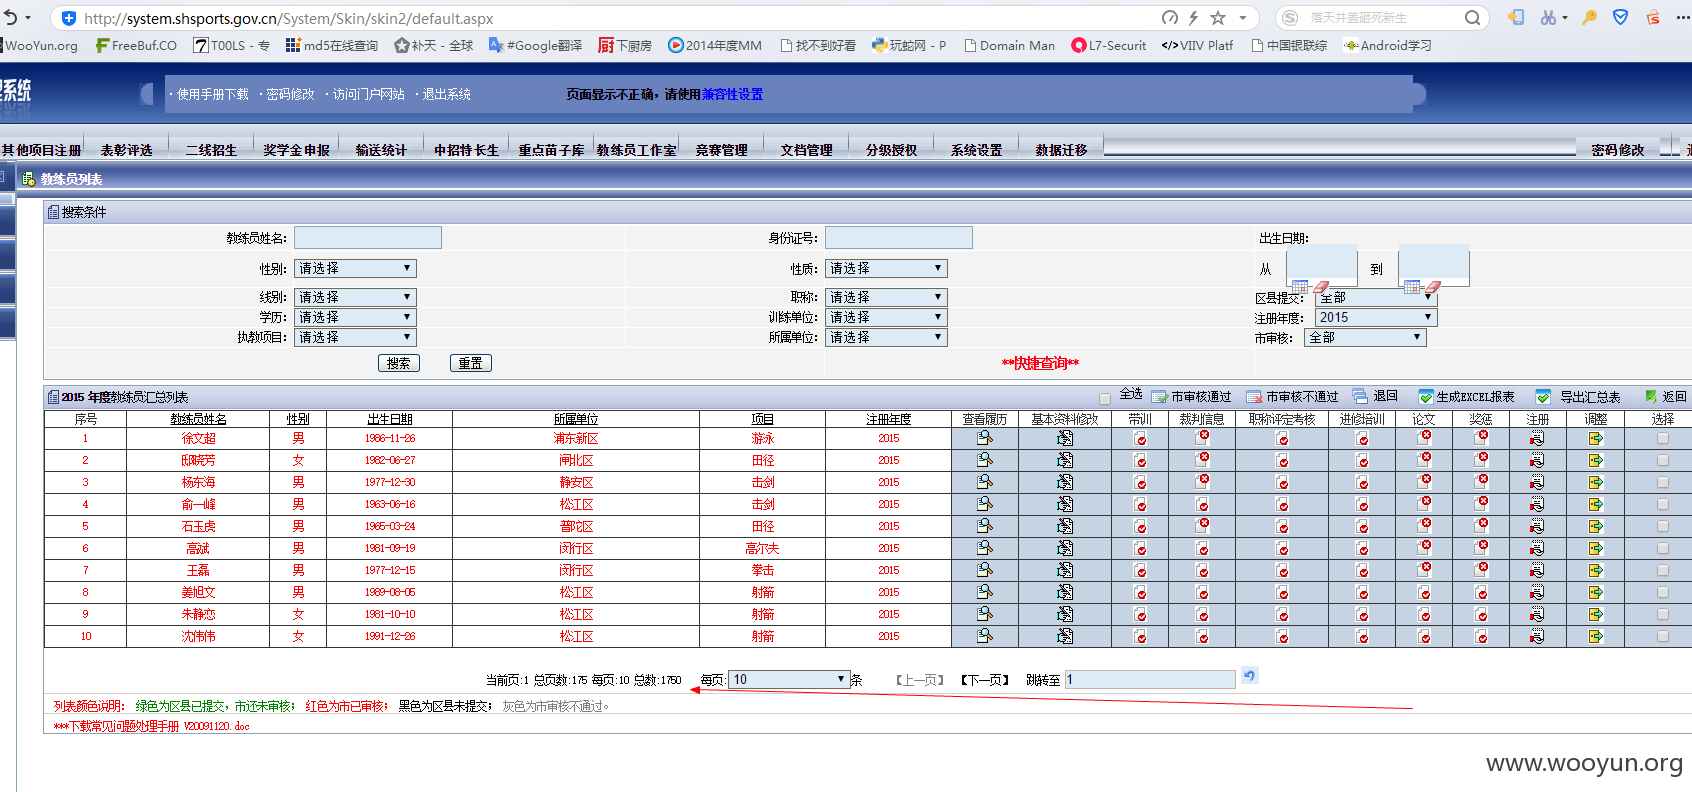 http://system.shsports.gov.cn/System/Skin/skin2/default.aspx
落天井盖砸死新生
WooYun.org FreeBuf.CO T00LS - 专 md5在线查询 补天 - 全球 #Google翻译 下厨房 2014年度MM 找不到好看 玩蛇网 - P Domain Man L7-Securit VIIV Platf 中国银联综 Android学习
系统
· 使用手册下载 · 密码修改 · 访问门户网站 · 退出系统 页面显示不正确，请使用兼容性设置
其他项目注册 表彰评选 二线招生 奖学金申报 输送统计 中招特长生 重点苗子库 教练员工作室 竞赛管理 文档管理 分级授权 系统设置 数据迁移 密码修改
教练员列表
搜索条件
教练员姓名: 身份证号: 出生日期:
性别: 请选择 性质: 请选择 从 到
线别: 请选择 职称: 请选择 区县提交: 全部
学历: 请选择 训练单位: 请选择 注册年度: 2015
执教项目: 请选择 所属单位: 请选择 市审核: 全部
搜索 重置 **快捷查询**
2015 年度教练员汇总列表 全选 市审核通过 市审核不通过 退回 生成EXCEL报表 导出汇总表 返回
序号 教练员姓名 性别 出生日期 所属单位 项目 注册年度 查看履历 基本资料修改 带训 裁判信息 职称评定考核 进修培训 论文 奖惩 注册 调整 选择
1 徐文超 男 1986-11-26 浦东新区 游泳 2015
2 邸晓芳 女 1982-06-27 闸北区 田径 2015
3 杨东海 男 1977-12-30 静安区 击剑 2015
4 俞一峰 男 1963-06-16 松江区 击剑 2015
5 石玉虎 男 1965-03-24 普陀区 田径 2015
6 高斌 男 1981-09-19 闵行区 高尔夫 2015
7 王磊 男 1977-12-15 闵行区 拳击 2015
8 姜旭文 男 1989-08-05 松江区 射箭 2015
9 朱静恋 女 1981-10-10 松江区 射箭 2015
10 沈伟伟 女 1991-12-26 松江区 射箭 2015
当前页:1 总页数:175 每页:10 总数:1750 每页: 10 条 【上一页】 【下一页】 跳转至 1
列表颜色说明： 绿色为区县已提交，市还未审核； 红色为市已审核； 黑色为区县未提交； 灰色为市审核不通过。
***下载常见问题处理手册 V20091120.doc
www.wooyun.org